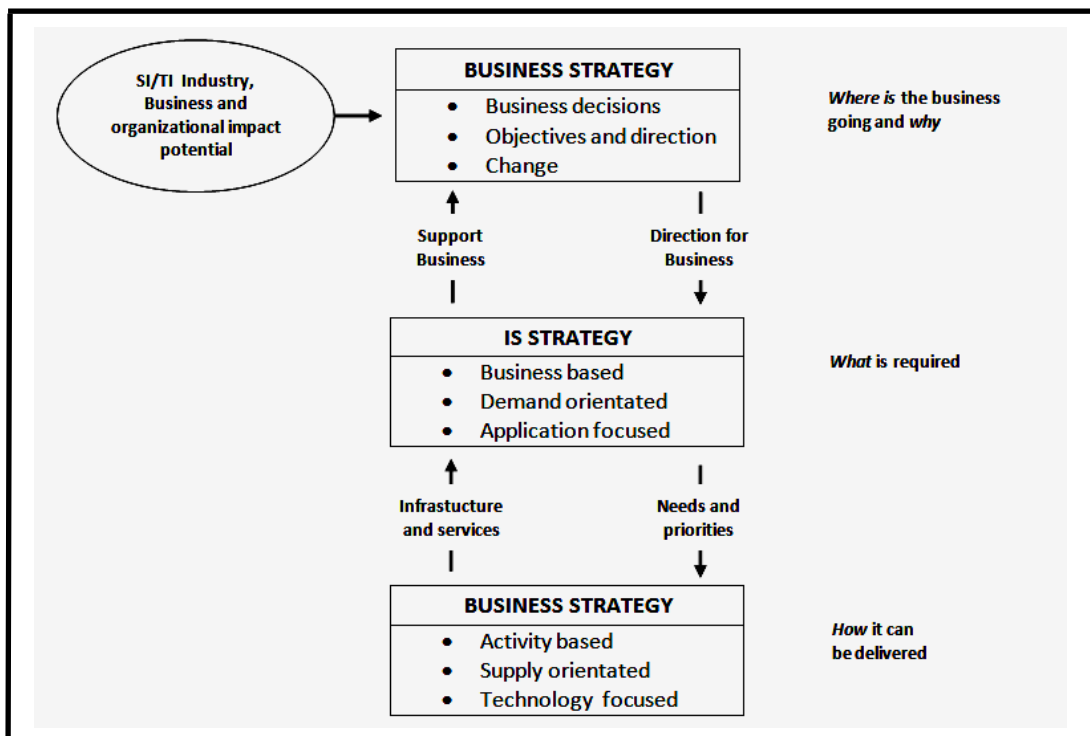 SI/TI Industry,
Business and
organizational impact
potential
BUSINESS STRATEGY
• Business decisions
• Objectives and direction
• Change
Where is the business
going and why
Support
Business
Direction for
Business
IS STRATEGY
• Business based
• Demand orientated
• Application focused
What is required
Infrastucture
and services
Needs and
priorities
BUSINESS STRATEGY
• Activity based
• Supply orientated
• Technology focused
How it can
be delivered